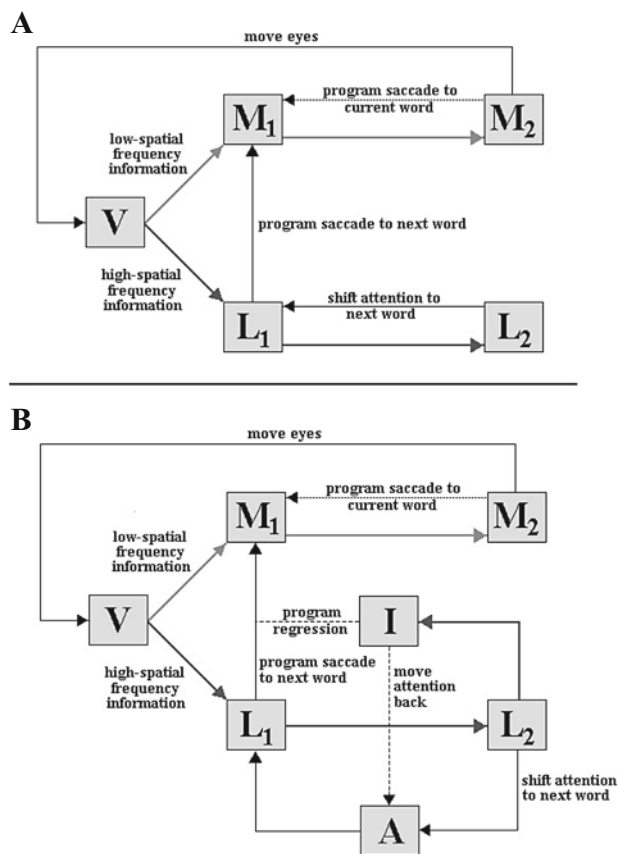 A
move eyes
program saccade to
current word
M1
M2
low-spatial
frequency
information
V
program saccade to next word
high-spatial
frequency
information
shift attention to
next word
L1
L2
B
move eyes
program saccade to
current word
M1
M2
low-spatial
frequency
information
program
regression
I
V
program saccade
to next word
move
attention
back
high-spatial
frequency
information
L1
L2
shift attention
to next word
A